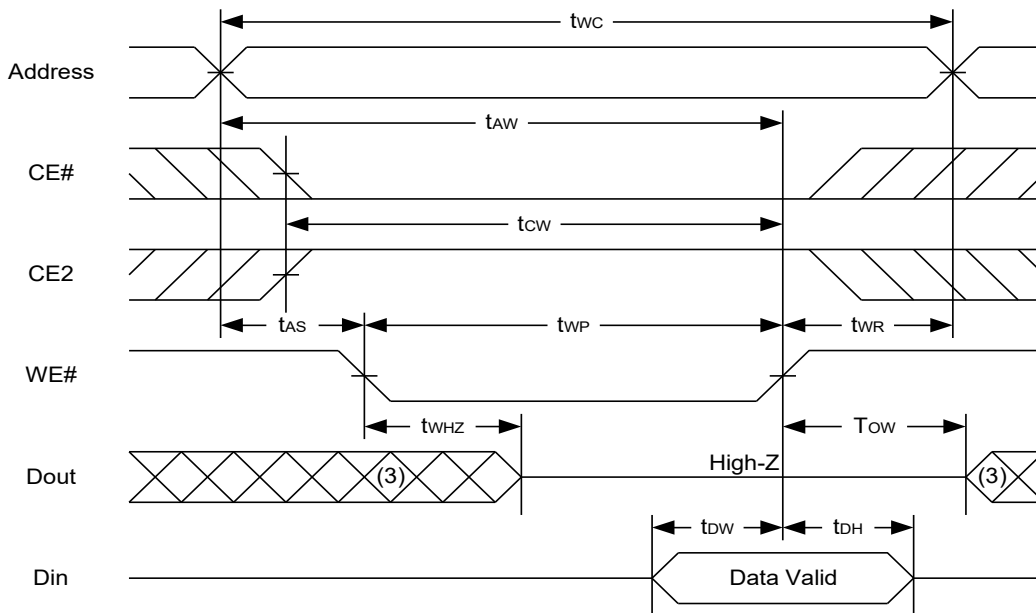 tWC
Address
tAW
CE#
tCW
CE2
tAS
tWP
tWR
WE#
tWHZ
TOW
Dout
(3)
High-Z
(3)
tDW
tDH
Din
Data Valid